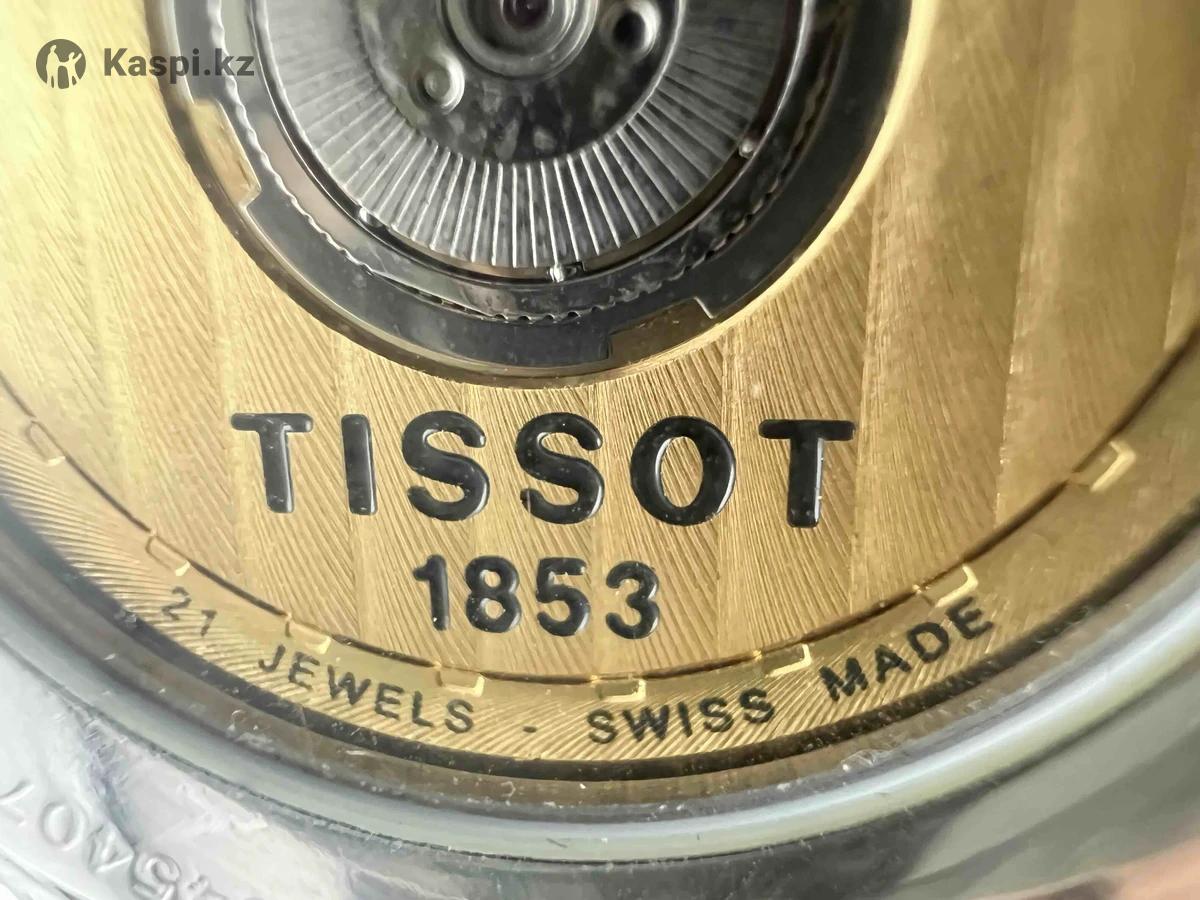 Kaspi.kz
TISSOT
1853
21 JEWELS - SWISS MADE